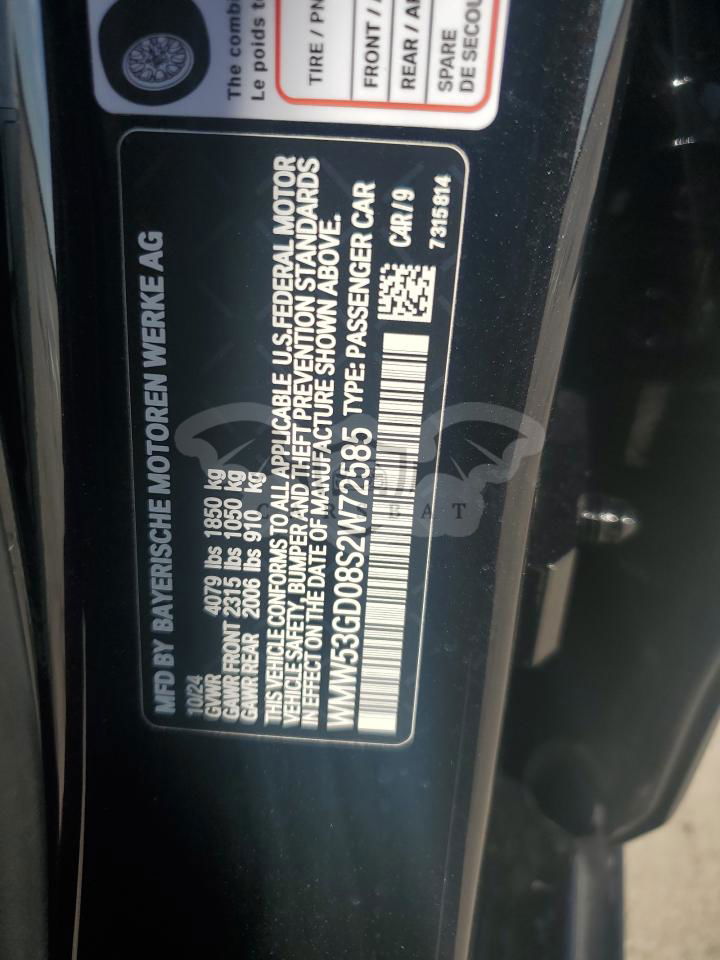 The combi
Le poids to
TIRE / PN
FRONT / A
REAR / AR
SPARE
DE SECOU
MFD BY BAYERISCHE MOTOREN WERKE AG
10/24
GVWR 4079 lbs 1850 kg
GAWR FRONT 2315 lbs 1050 kg
GAWR REAR 2006 lbs 910 kg
THIS VEHICLE CONFORMS TO ALL APPLICABLE U.S.FEDERAL MOTOR
VEHICLE SAFETY, BUMPER AND THEFT PREVENTION STANDARDS
IN EFFECT ON THE DATE OF MANUFACTURE SHOWN ABOVE.
WMW53GD08S2W72585 TYPE: PASSENGER CAR
C4R/9
7315814